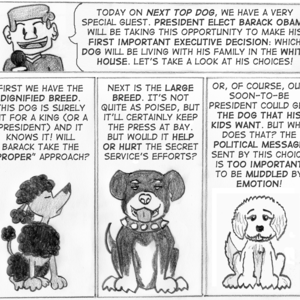 TODAY ON NEXT TOP DOG, WE HAVE A VERY
SPECIAL GUEST. PRESIDENT ELECT BARACK OBAMA
WILL BE TAKING THIS OPPORTUNITY TO MAKE HIS
FIRST IMPORTANT EXECUTIVE DECISION: WHICH
DOG WILL BE LIVING WITH HIS FAMILY IN THE WHITE
HOUSE. LET'S TAKE A LOOK AT HIS CHOICES!
FIRST WE HAVE THE
DIGNIFIED BREED.
THIS DOG IS SURELY
FIT FOR A KING (OR A
PRESIDENT) AND IT
KNOWS IT! WILL
BARACK TAKE THE
"PROPER" APPROACH?
NEXT IS THE LARGE
BREED. IT'S NOT
QUITE AS POISED, BUT
IT'LL CERTAINLY KEEP
THE PRESS AT BAY.
BUT WOULD IT HELP
OR HURT THE SECRET
SERVICE'S EFFORTS?
OR, OF COURSE, OUR
SOON-TO-BE
PRESIDENT COULD GET
THE DOG THAT HIS
KIDS WANT. BUT WHO
DOES THAT? THE
POLITICAL MESSAGE
SENT BY THIS CHOICE
IS TOO IMPORTANT
TO BE MUDDLED BY
EMOTION!